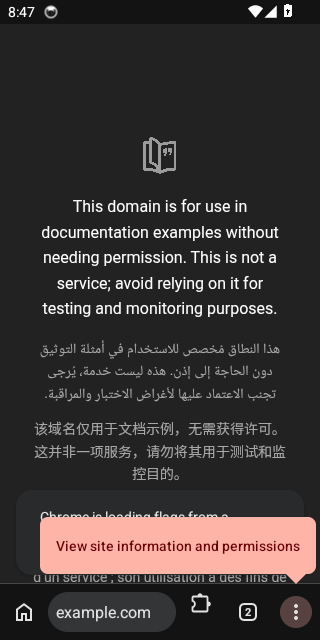 8:47
This domain is for use in
documentation examples without
needing permission. This is not a
service; avoid relying on it for
testing and monitoring purposes.
هذا النطاق مُخصص للاستخدام في أمثلة التوثيق
دون الحاجة إلى إذن. هذه ليست خدمة، يُرجى
تجنب الاعتماد عليها لأغراض الاختبار والمراقبة.
该域名仅用于文档示例，无需获得许可。
这并非一项服务，请勿将其用于测试和监
控目的。
Chrome is loading flags from a
View site information and permissions
d'un service ; son utilisation à des fins de
example.com
2